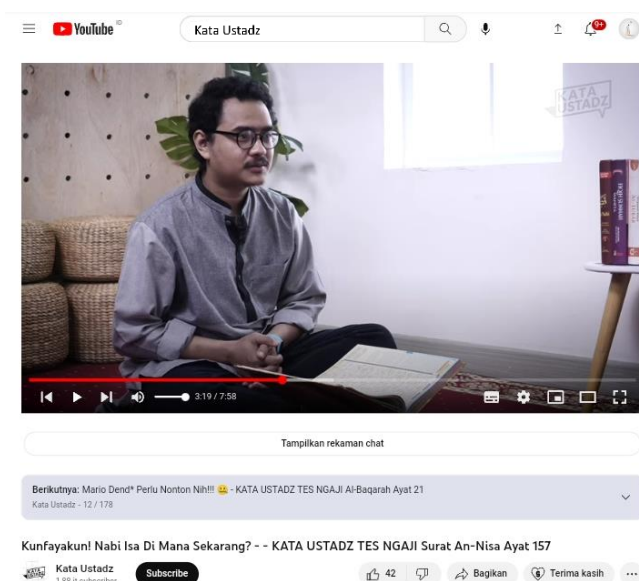 YouTube ID
Kata Ustadz
9+
KATA
USTADZ
3:19 / 7:58
Tampilkan rekaman chat
Berikutnya: Mario Dend* Perlu Nonton Nih!!! 🤐 - KATA USTADZ TES NGAJI Al-Baqarah Ayat 21
Kata Ustadz - 12 / 178
Kunfayakun! Nabi Isa Di Mana Sekarang? - - KATA USTADZ TES NGAJI Surat An-Nisa Ayat 157
Kata Ustadz
Subscribe
42
Bagikan
Terima kasih